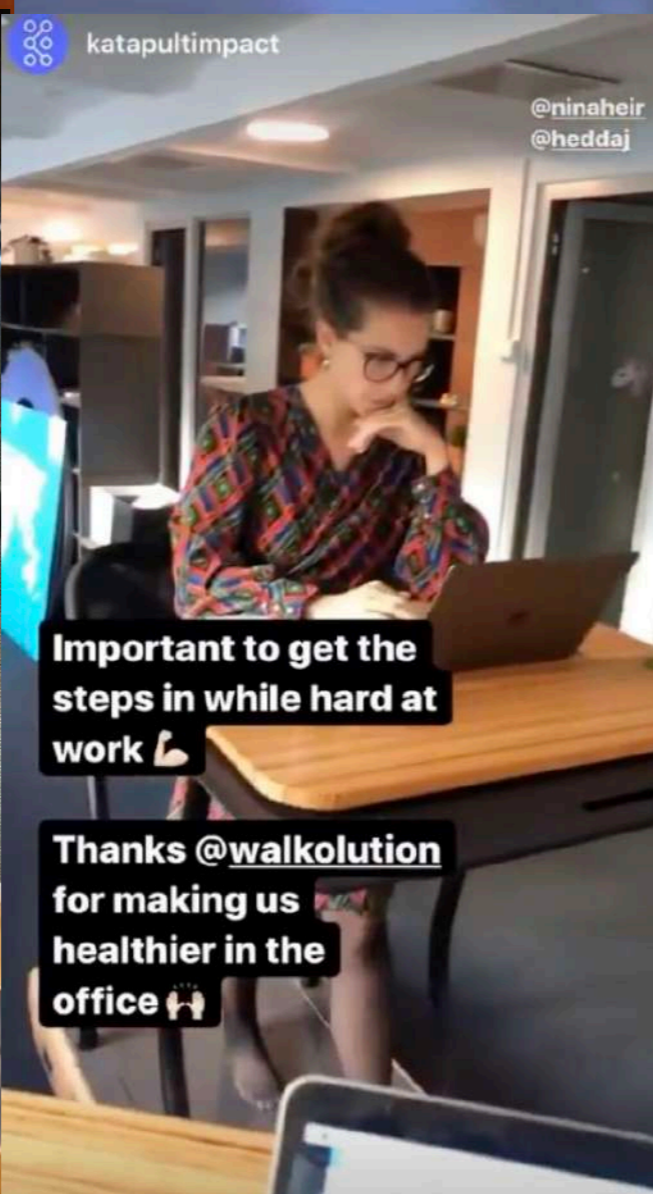 katapultimpact
@ninaheir
@heddaj
Important to get the
steps in while hard at
work 💪🏻
Thanks @walkolution
for making us
healthier in the
office 🙌🏻